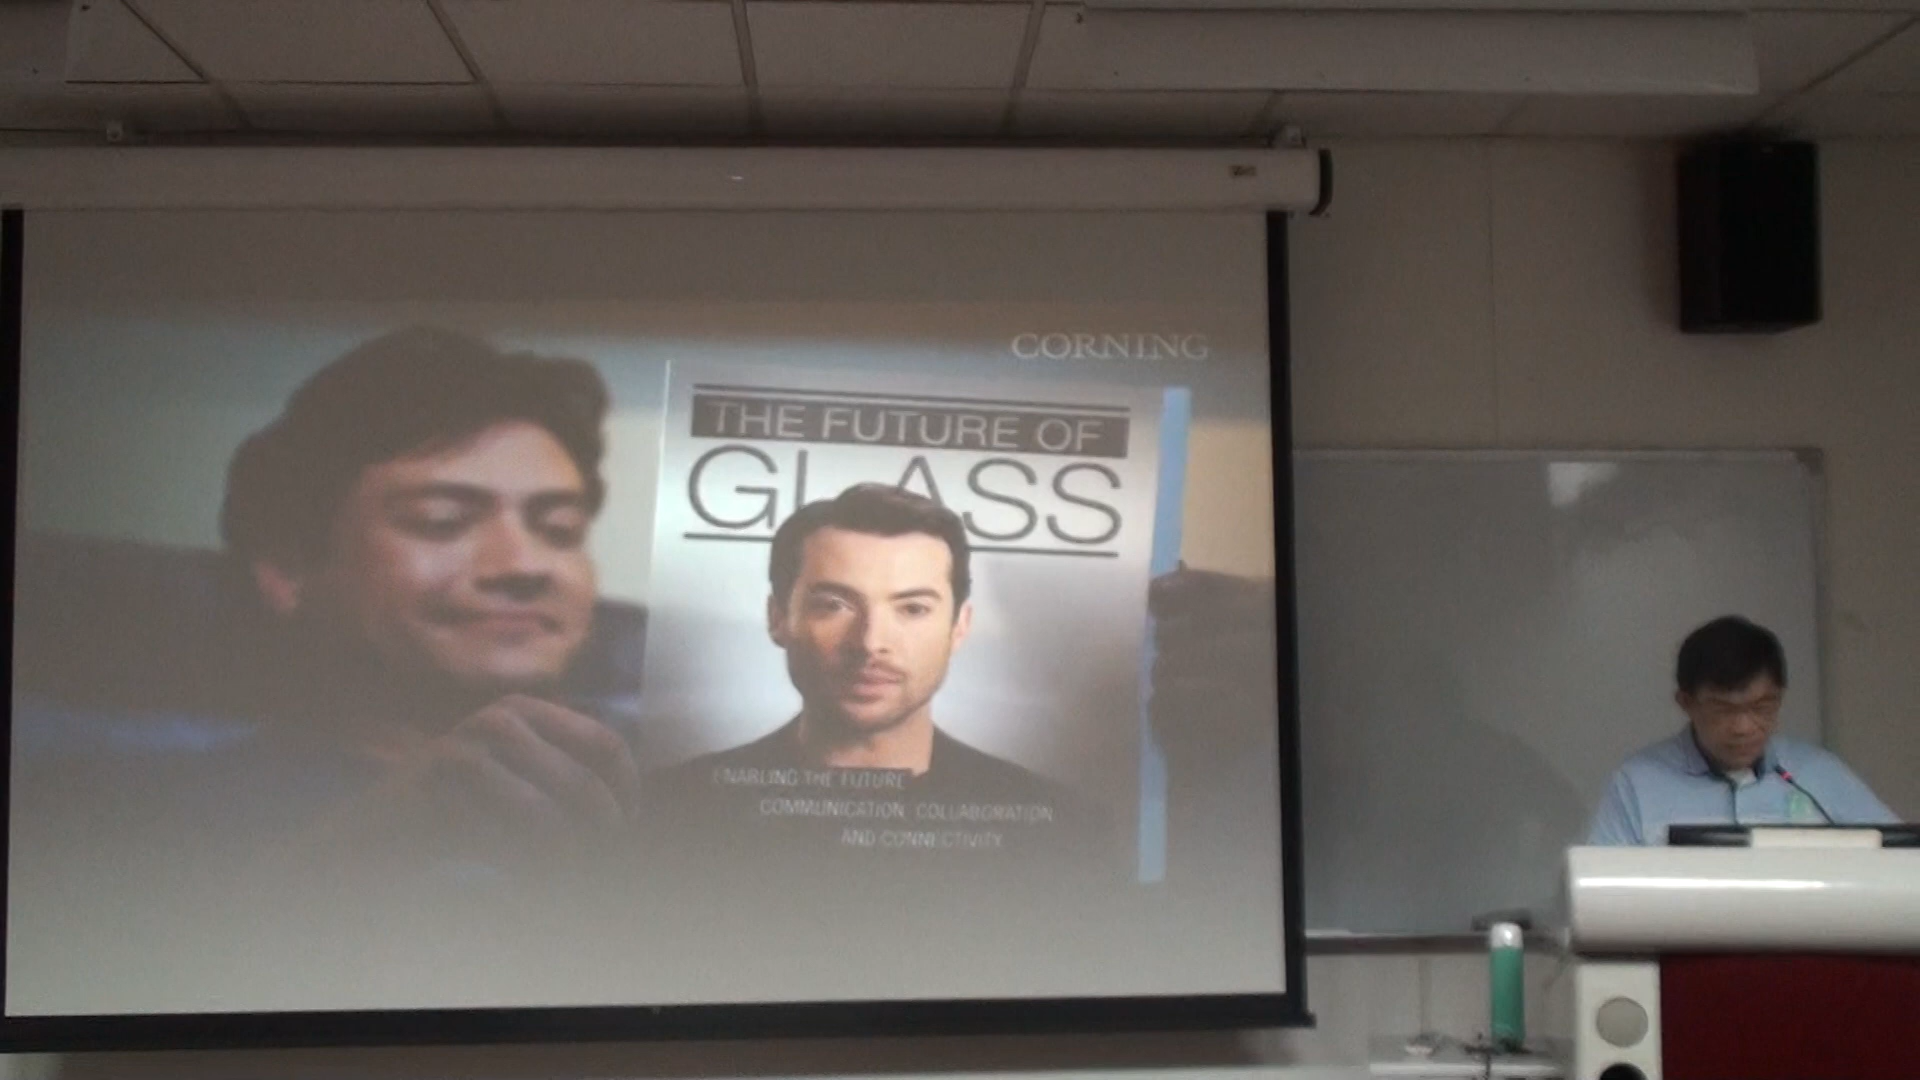 CORNING
THE FUTURE OF
GLASS
ENABLING THE FUTURE
COMMUNICATION COLLABORATION
AND CONNECTIVITY